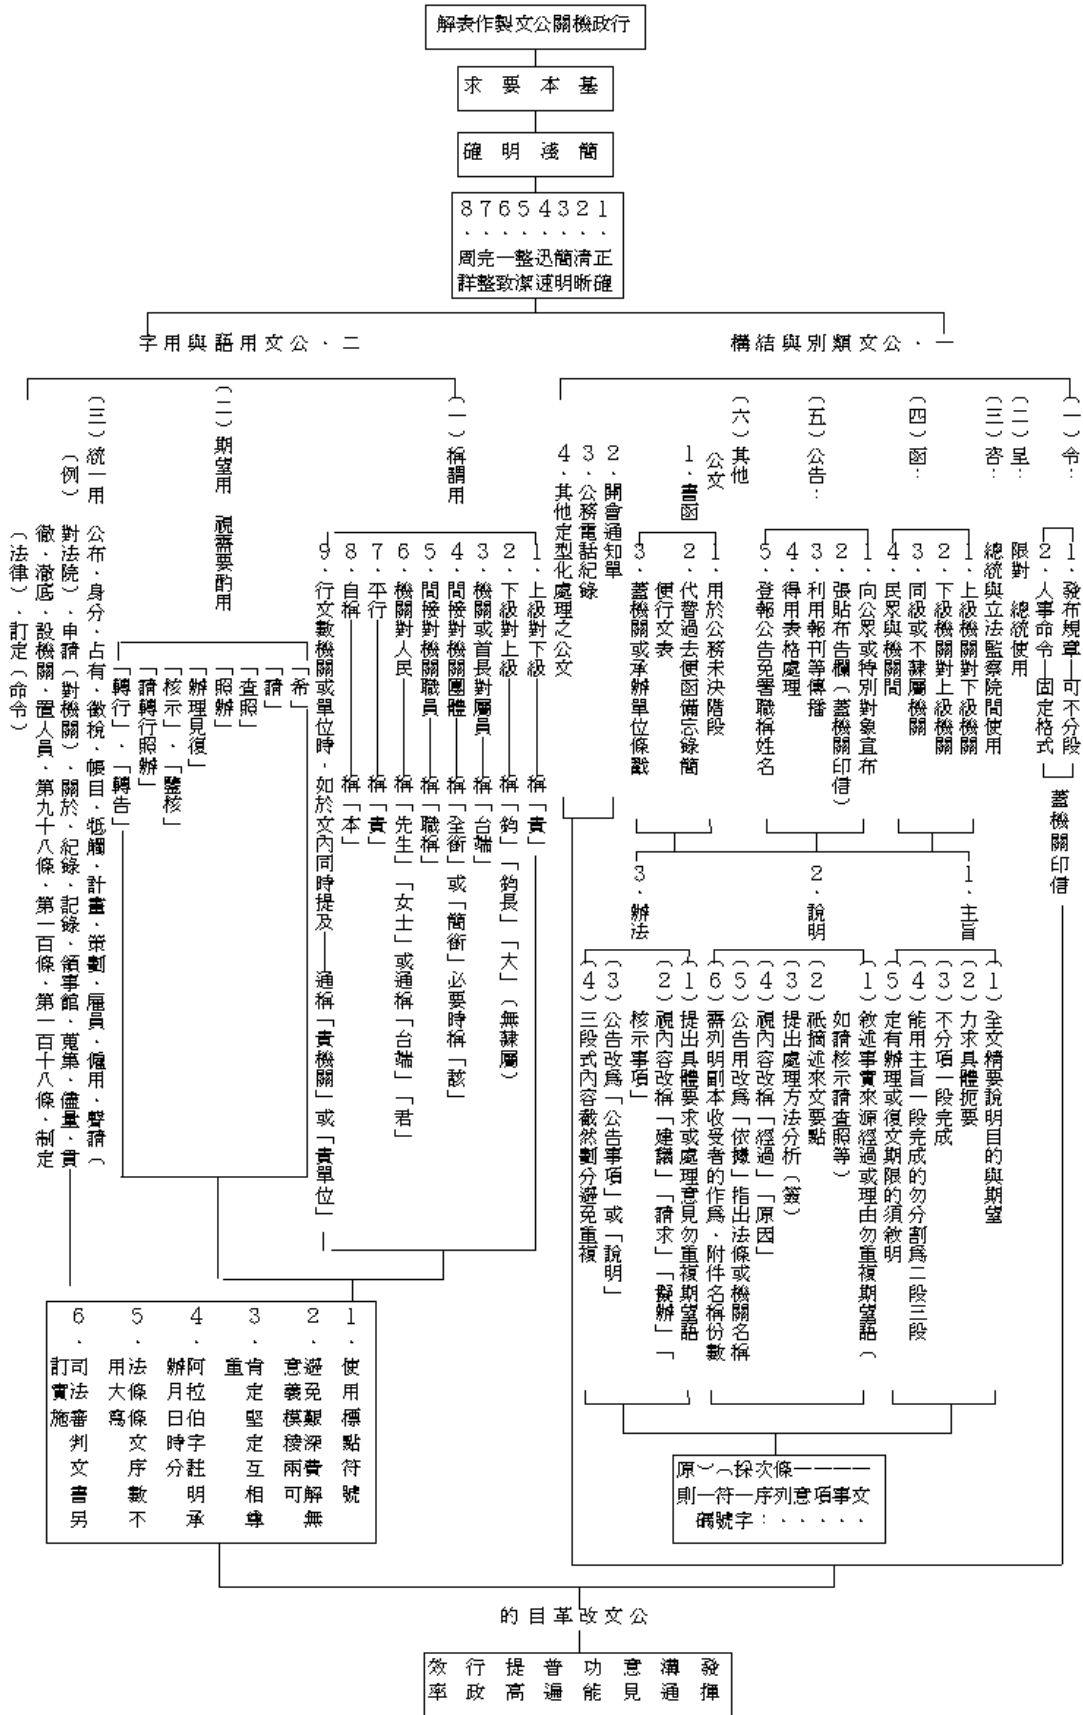 行政機關公文製作表解
基本要求
簡淺明確
1．正確
2．清晰
3．簡明
4．迅速
5．整潔
6．一致
7．完整
8．周詳
一．公文類別與結構
（一）令：
1．發布規章—可不分段
2．人事命令—固定格式
蓋機關印信
（二）呈：
限對　總統使用
（三）咨：
總統與立法監察院間使用
（四）函：
1．上級機關對下級機關
2．下級機關對上級機關
3．同級或不隸屬機關
4．民眾與機關間
（五）公告：
1．向公眾或特別對象宣布
2．張貼布告欄（蓋機關印信）
3．利用報刊等傳播
4．得用表格處理
5．登報公告免署職稱姓名
（六）其他
公文
1．書函
1．用於公務未決階段
2．代替過去便函備忘錄簡
便行文表
3．蓋機關或承辦單位條戳
2．開會通知單
3．公務電話紀錄
4．其他定型化處理之公文
1．主旨
（1）全文精要說明目的與期望
（2）力求具體扼要
（3）不分項一段完成
（4）能用主旨一段完成的勿分割為二段三段
（5）定有辦理或復文期限的須敘明
2．說明
（1）敘述事實來源經過或理由勿重複期望語（
如請核示請查照等）
（2）祇摘述來文要點
（3）提出處理方法分析（簽）
（4）視內容改稱「經過」「原因」
（5）公告用改為「依據」指出法條或機關名稱
（6）需列明副本收受者的作為．附件名稱份數
3．辦法
（1）提出具體要求或處理意見勿重複期望語
（2）視內容改稱「建議」「請求」「擬辦」「
核示事項」
（3）公告改為「公告事項」或「說明」
（4）三段式內容截然劃分避免重複
一文．
一事．
一項．
一意．
條列．
次序：
採一字
（符號
）一碼
原則
二．公文用語與用字
（一）稱謂用
1．上級對下級—稱「貴」
2．下級對上級—稱「鈞」「鈞長」「大」（無隸屬）
3．機關或首長對屬員—稱「台端」
4．間接對機關團體—稱「全銜」或「簡銜」必要時稱「該」
5．間接對機關職員—稱「職稱」
6．機關對人民—稱「先生」「女士」或通稱「台端」「君」
7．平行—稱「貴」
8．自稱—稱「本」
9．行文數機關或單位時．如於文內同時提及—通稱「貴機關」或「貴單位」
（二）期望用　視需要酌用
「希」
「請」
「查照」
「照辦」
「辦理見復」
「核示」．「鑒核」
「請轉行照辦」
「轉行」．「轉告」
（三）統一用
（例）
公布．身分．占有．徵稅．帳目．牴觸．計畫．策劃．雇員．僱用．聲請（
對法院）．申請（對機關）．關於．紀錄．記錄．領事館．蒐集．儘量．貫
徹．澈底．設機關．置人員．第九十八條．第一百條．第一百十八條．制定
（法律）．訂定（命令）
1．使用標點符號
2．避免艱深費解無
意義模稜兩可
3．肯定堅定互相尊
重
4．阿拉伯字註明承
辦月日時分
5．法條條文序數不
用大寫
6．司法審判文書另
訂實施
公文改革目的
發揮
溝通
意見
功能
普遍
提高
行政
效率